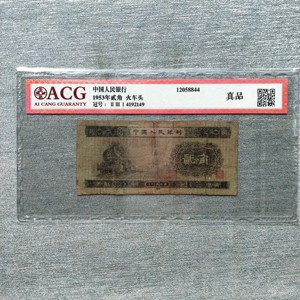 ACG
AI CANG GUARANTY
中国人民银行
1953年贰角 火车头
冠号: II III I 4192149
12058844
真品
中国人民银行
贰角